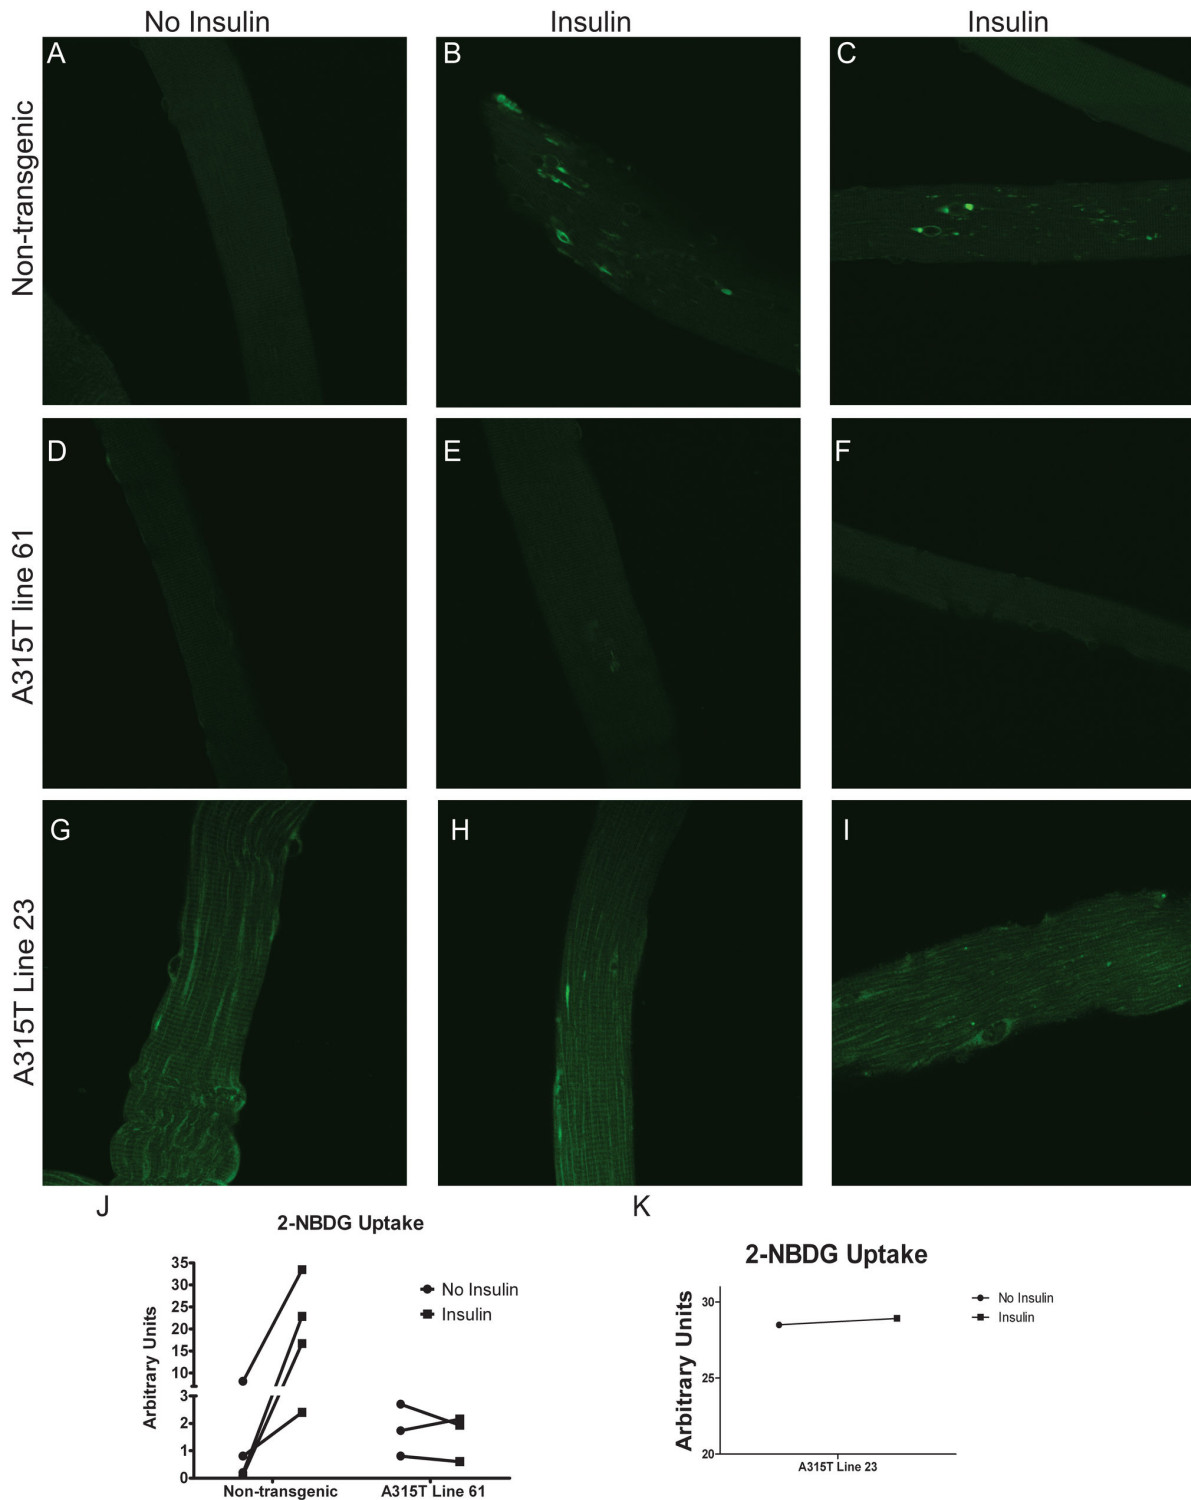 No Insulin
Insulin
Insulin
Non-transgenic
A
B
C
A315T line 61
D
E
F
A315T Line 23
G
H
I
J
2-NBDG Uptake
Arbitrary Units
35
30
25
20
15
10
3
2
1
0
No Insulin
Insulin
Non-transgenic
A315T Line 61
K
2-NBDG Uptake
Arbitrary Units
30
25
20
No Insulin
Insulin
A315T Line 23